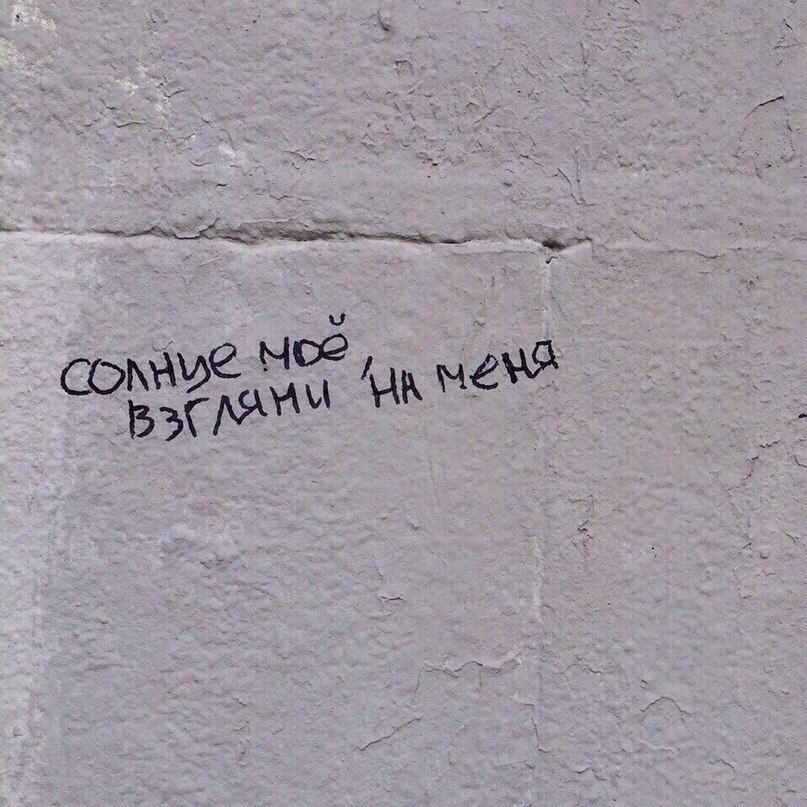 солнце моё,
взгляни на меня